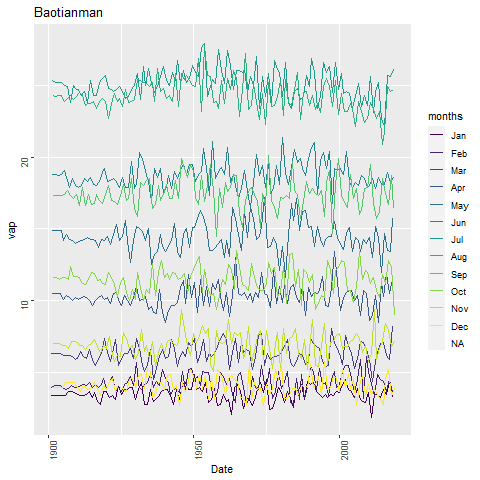 Baotianman
vap
20
10
1900
1950
2000
Date
months
Jan
Feb
Mar
Apr
May
Jun
Jul
Aug
Sep
Oct
Nov
Dec
NA